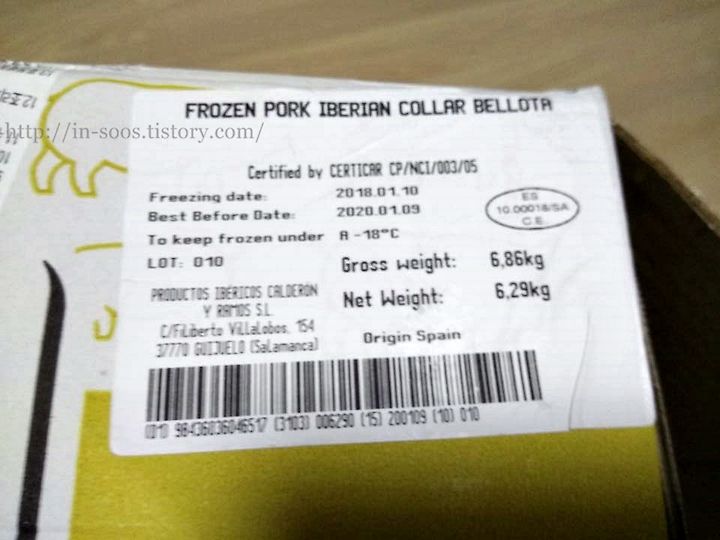 http://in-soos.tistory.com/
FROZEN PORK IBERIAN COLLAR BELLOTA
Certified by CERTICAR CP/NCI/003/05
Freezing date: 2018.01.10
Best Before Date: 2020.01.09
To keep frozen under A -18°C
LOT: 010
ES
10.00018/SA
C.E.
Gross weight: 6,86kg
Net Weight: 6,29kg
Origin Spain
PRODUCTOS IBERICOS CALDERON
Y RAMOS S.L.
C/Filiberto Villalobos, 154
37770 GUIJUELO (Salamanca)
(01) 98436036046517 (3103) 006290 (15) 200109 (10) 010